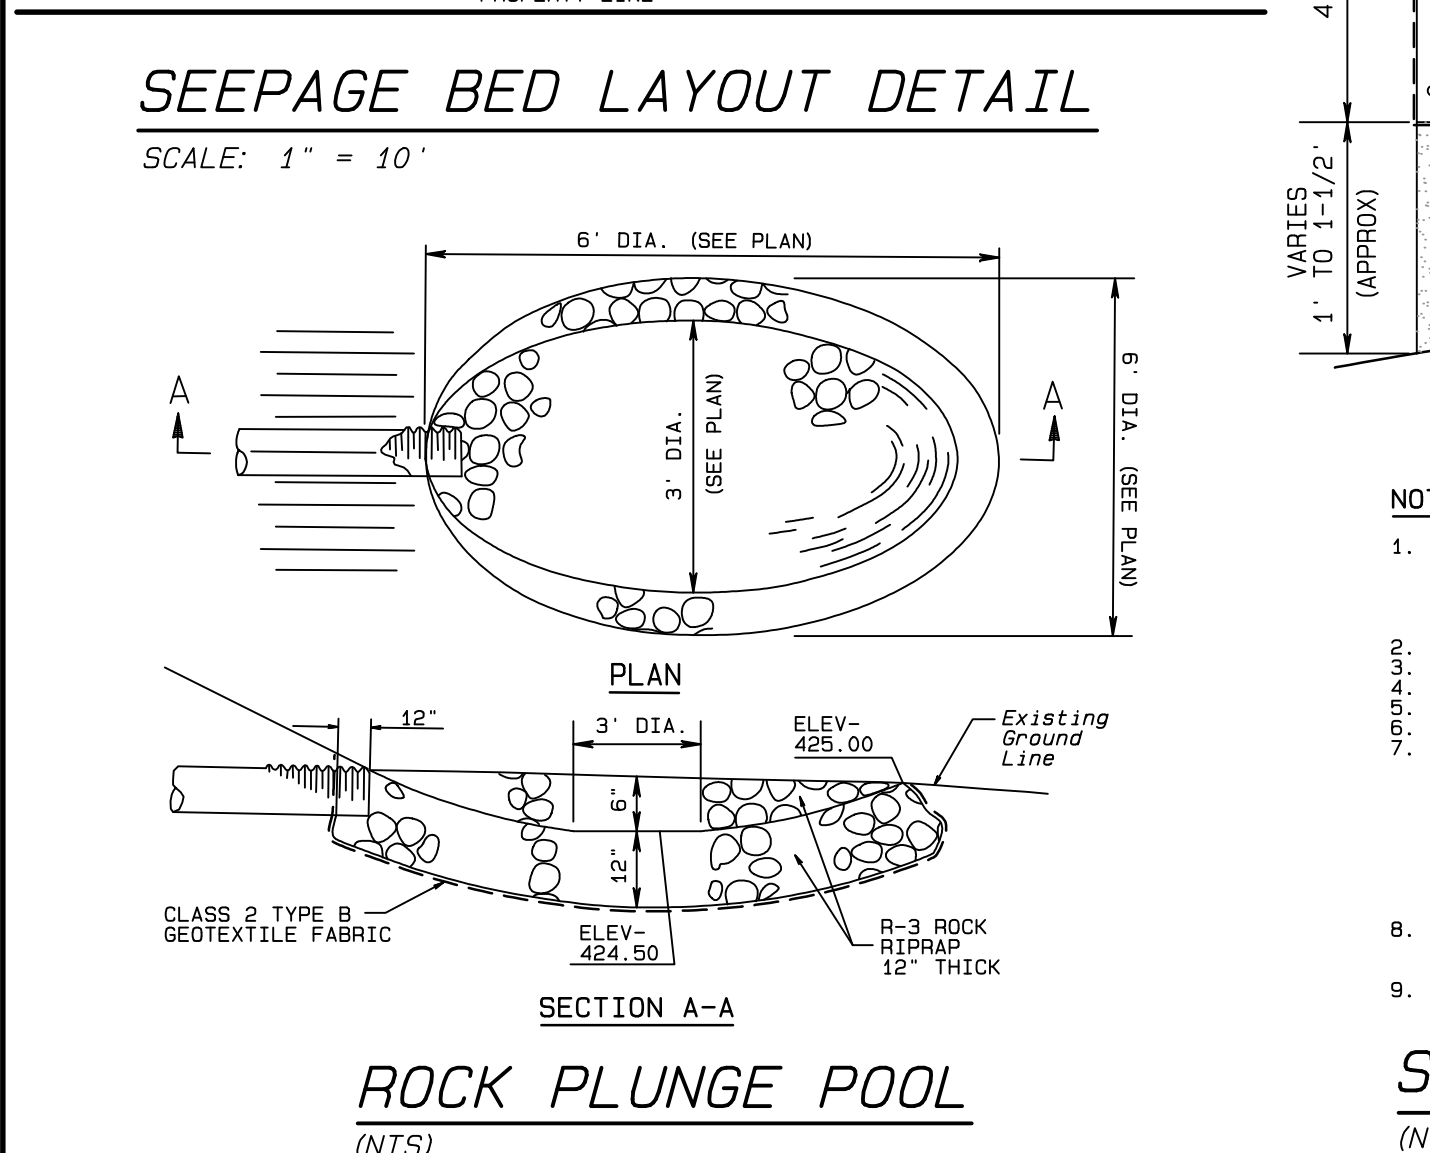 SEEPAGE BED LAYOUT DETAIL
SCALE: 1" = 10'
6' DIA. (SEE PLAN)
A
A
3' DIA.
(SEE PLAN)
6' DIA. (SEE PLAN)
PLAN
12"
3' DIA.
ELEV-
425.00
Existing
Ground
Line
6"
12"
CLASS 2 TYPE B
GEOTEXTILE FABRIC
ELEV-
424.50
R-3 ROCK
RIPRAP
12" THICK
SECTION A-A
ROCK PLUNGE POOL
(NTS)
4
VARIES
1' TO 1-1/2'
(APPROX)
1.
2.
3.
4.
5.
6.
7.
8.
9.